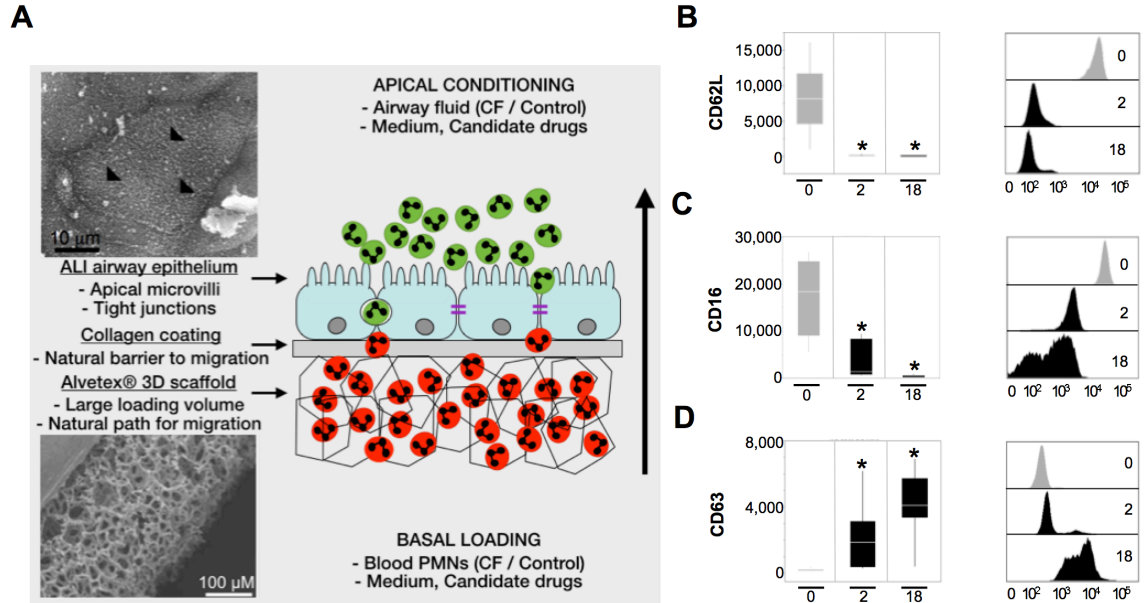 A
APICAL CONDITIONING
- Airway fluid (CF / Control)
- Medium, Candidate drugs
10 µm
ALI airway epithelium
- Apical microvilli
- Tight junctions
Collagen coating
- Natural barrier to migration
Alvetex® 3D scaffold
- Large loading volume
- Natural path for migration
100 µM
BASAL LOADING
- Blood PMNs (CF / Control)
- Medium, Candidate drugs
B
CD62L
15,000
10,000
5,000
0
0 2 18
0
2
18
0 10² 10³ 10⁴ 10⁵
C
CD16
30,000
20,000
10,000
0
* *
0 2 18
0
2
18
0 10² 10³ 10⁴ 10⁵
D
CD63
8,000
4,000
0
* *
0 2 18
0
2
18
0 10² 10³ 10⁴ 10⁵